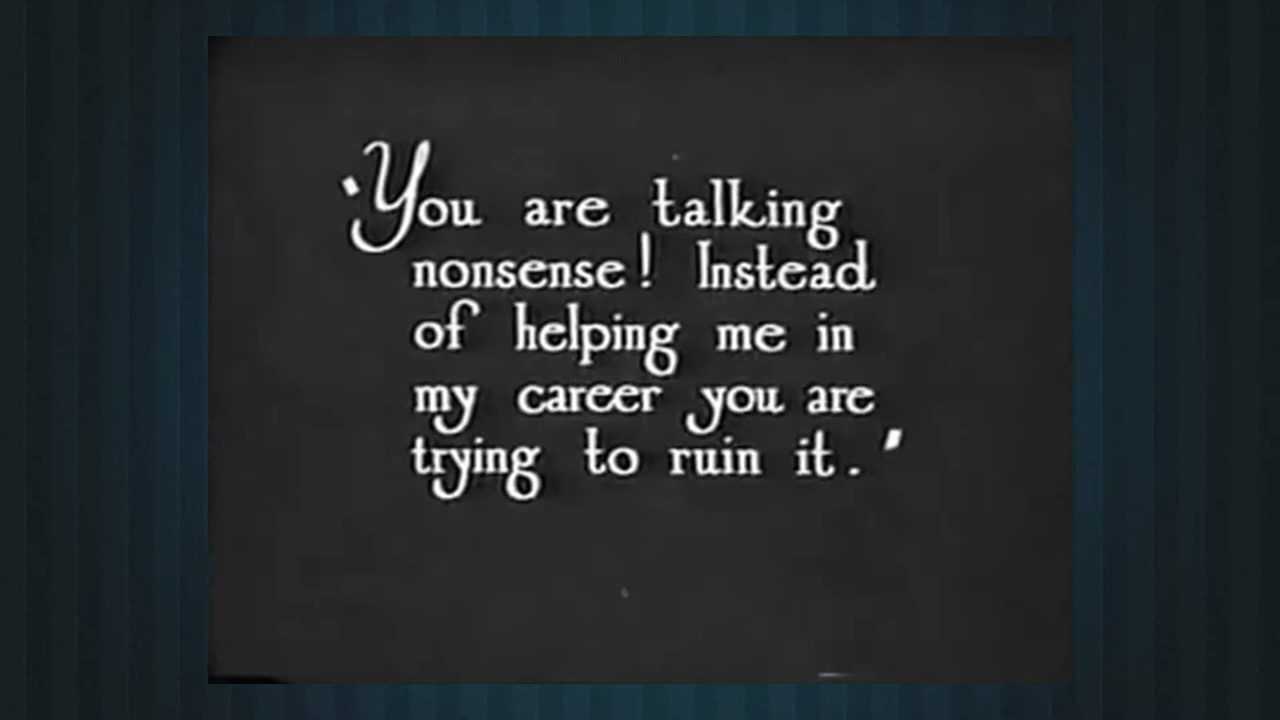 'You are talking
nonsense! Instead
of helping me in
my career you are
trying to ruin it.'